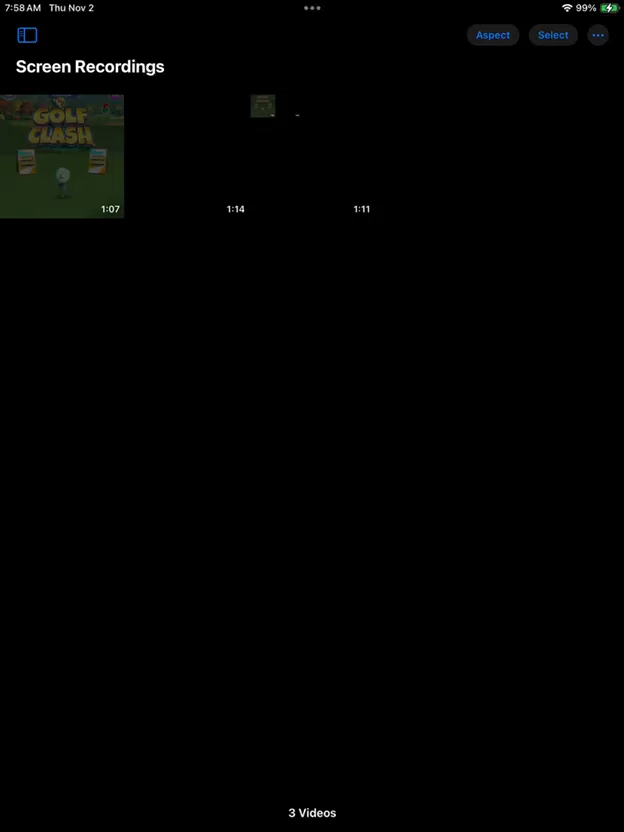 7:58 AM Thu Nov 2
99%
Aspect
Select
Screen Recordings
GOLF
CLASH
1:07
1:14
1:11
3 Videos